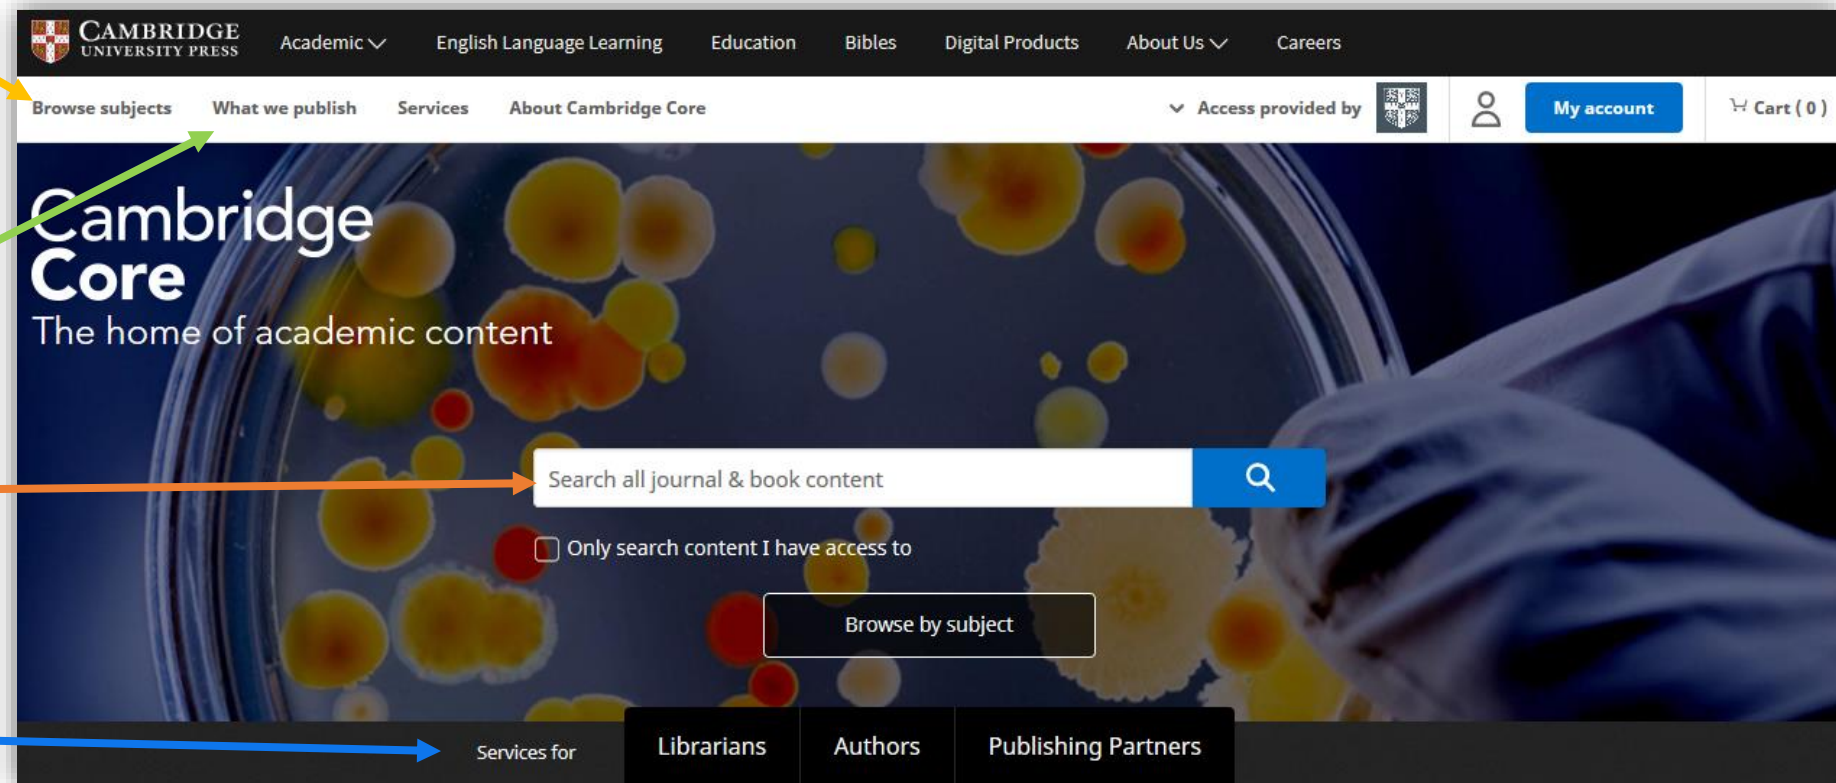 CAMBRIDGE
UNIVERSITY PRESS
Academic English Language Learning Education Bibles Digital Products About Us Careers
Browse subjects What we publish Services About Cambridge Core Access provided by My account Cart ( 0 )
Cambridge
Core
The home of academic content
Search all journal & book content
Only search content I have access to
Browse by subject
Services for Librarians Authors Publishing Partners